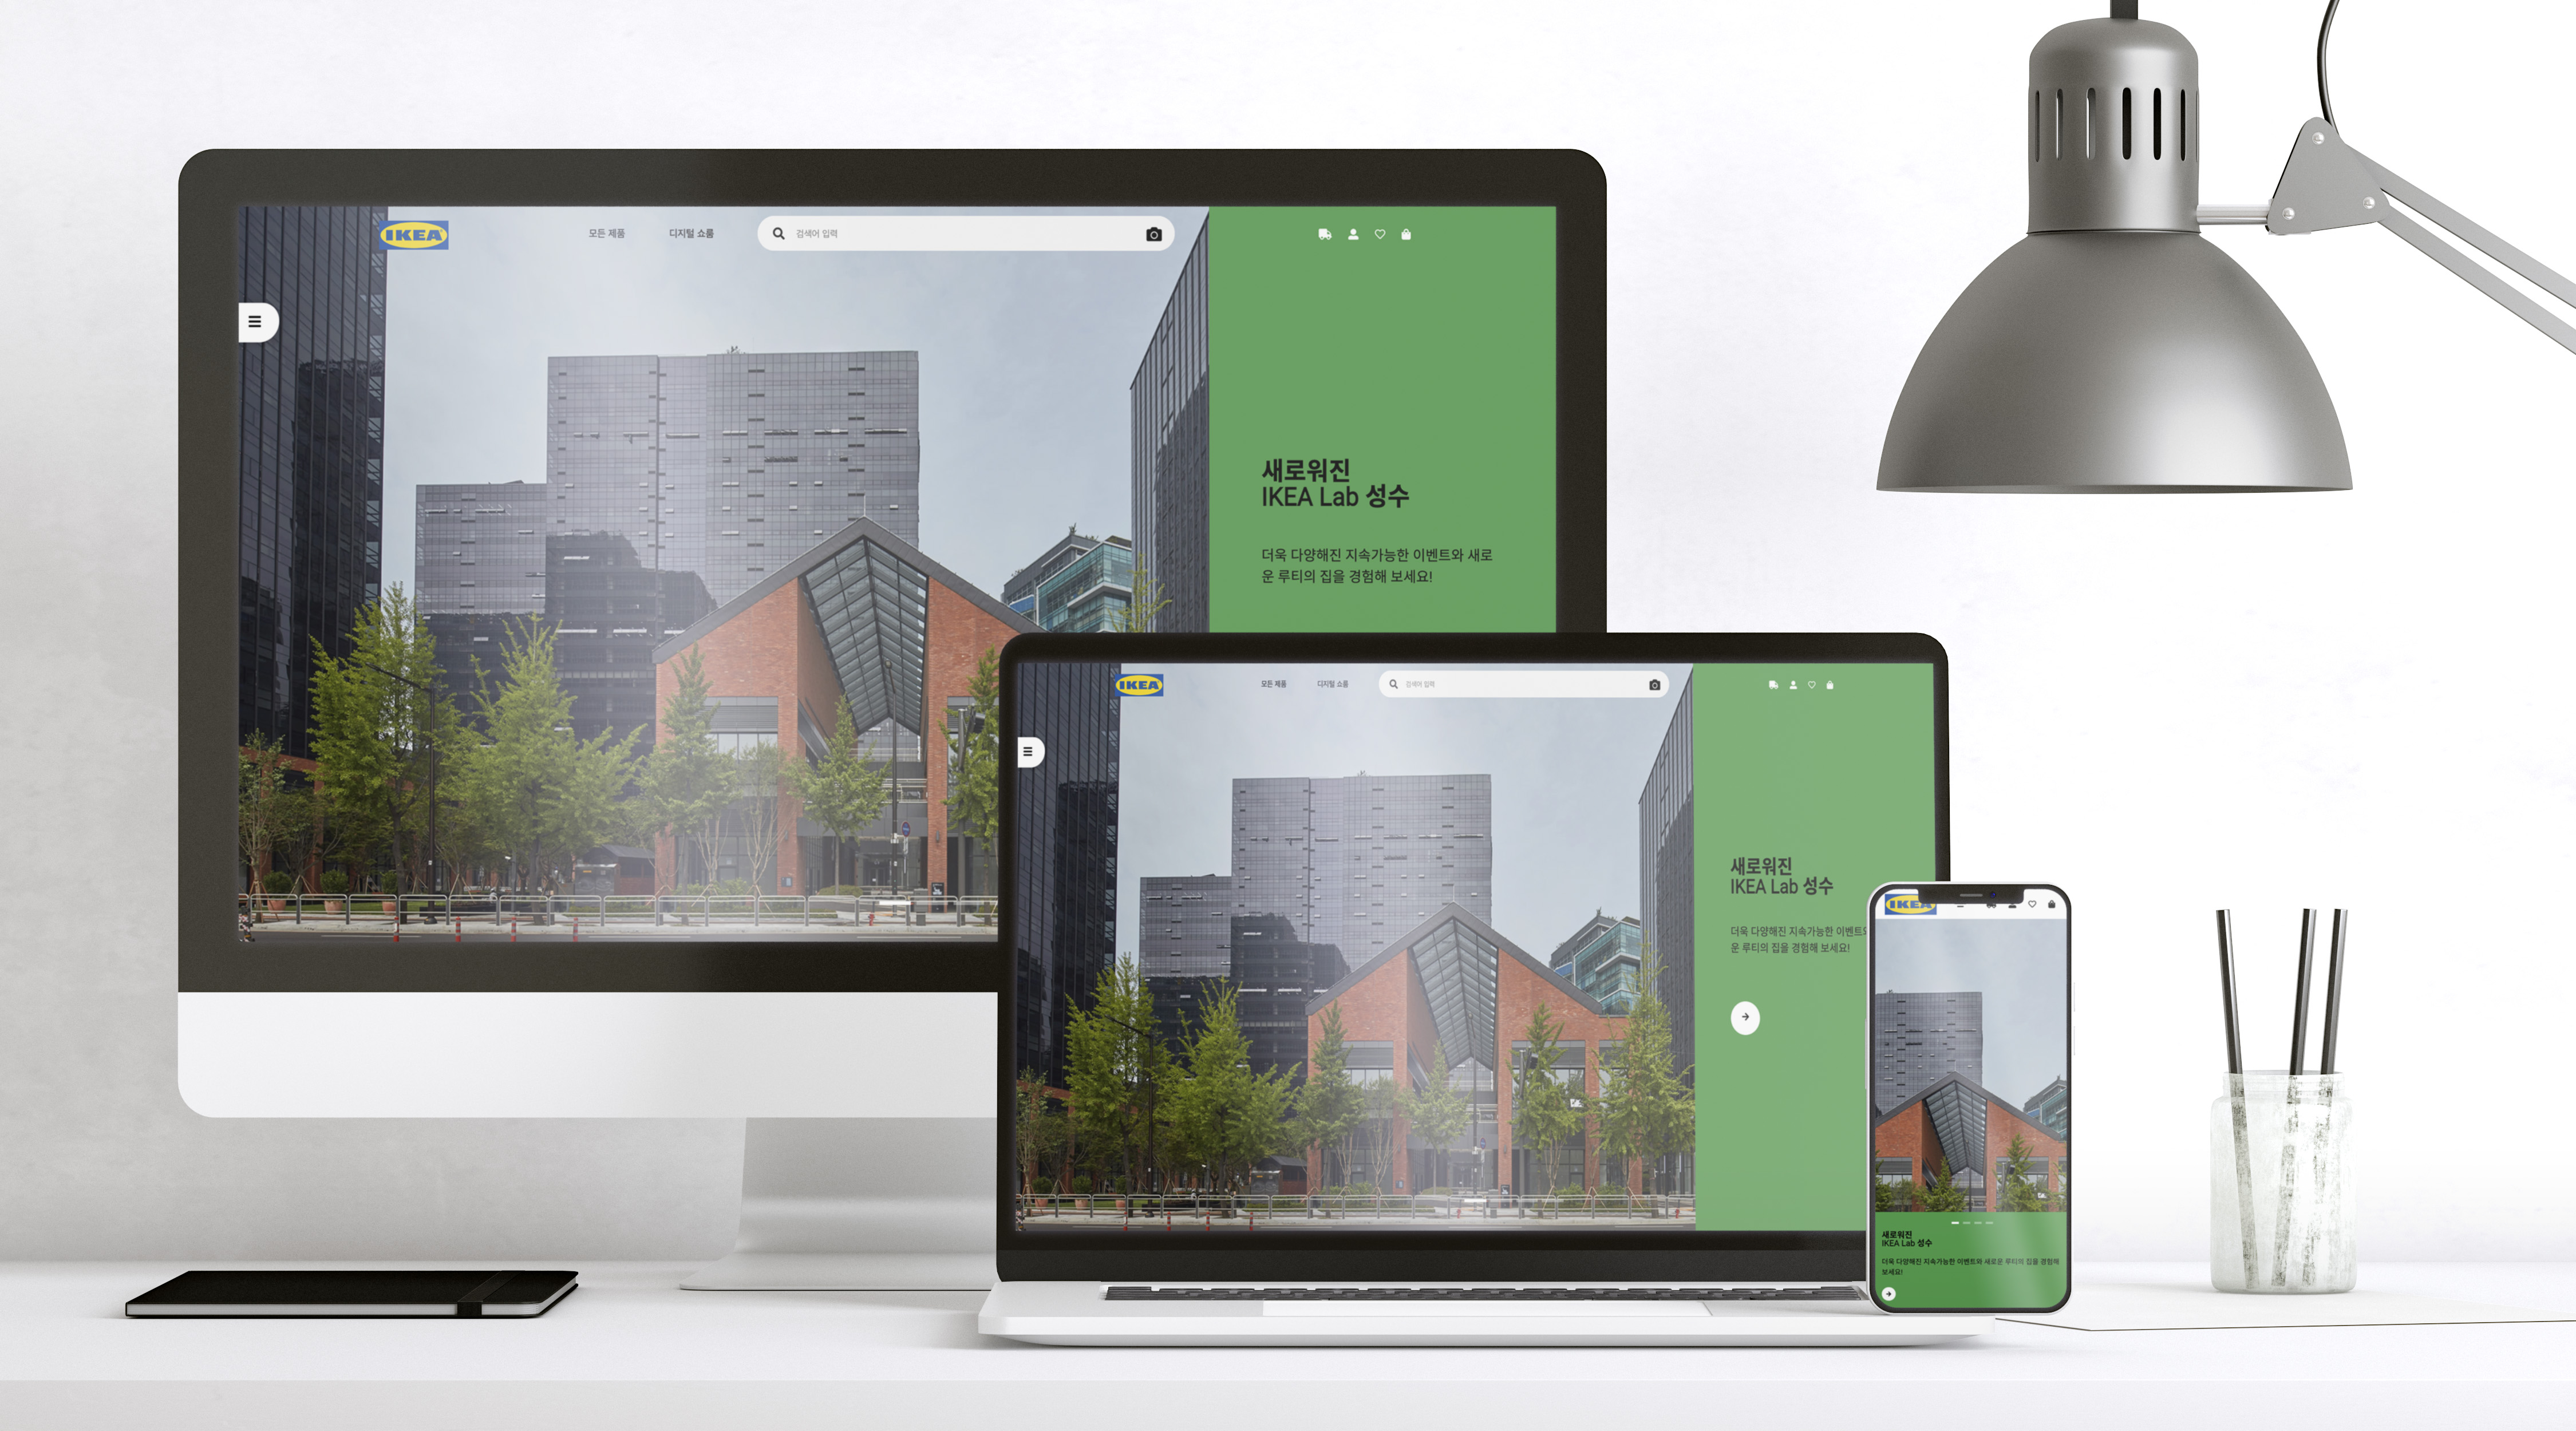 IKEA
모든 제품
디지털 쇼룸
검색어 입력
새로워진
IKEA Lab 성수
더욱 다양해진 지속가능한 이벤트와 새로
운 루티의 집을 경험해 보세요!
IKEA
모든 제품
디지털 쇼룸
검색어 입력
새로워진
IKEA Lab 성수
더욱 다양해진 지속가능한 이벤트와
운 루티의 집을 경험해 보세요!
IKEA
새로워진
IKEA Lab 성수
더욱 다양해진 지속가능한 이벤트와 새로운 루티의 집을 경험해
보세요!